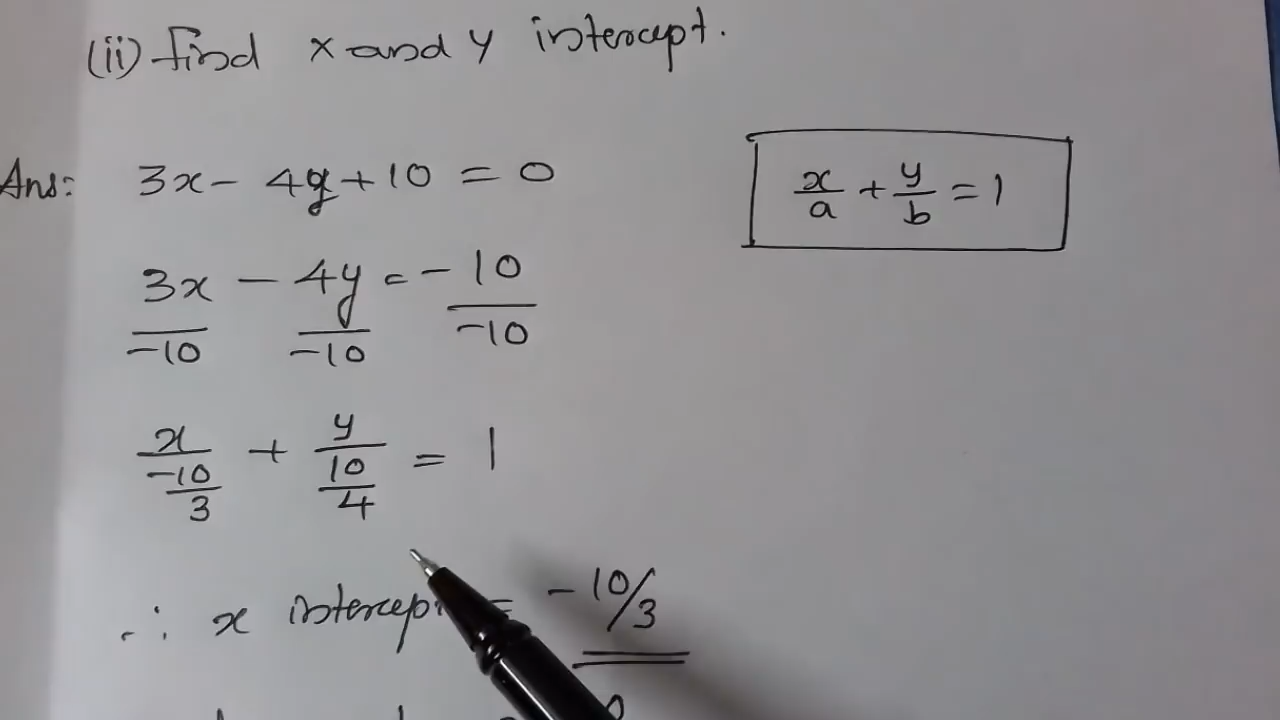 (ii) find x and y intercept.
Ans: 3x - 4y + 10 = 0
x/a + y/b = 1
3x/-10 - 4y/-10 = -10/-10
x/(-10/3) + y/(10/4) = 1
∴ x intercept = -10/3